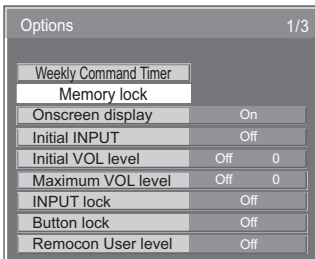 Options 1/3
Weekly Command Timer
Memory lock
Onscreen display On
Initial INPUT Off
Initial VOL level Off 0
Maximum VOL level Off 0
INPUT lock Off
Button lock Off
Remocon User level Off